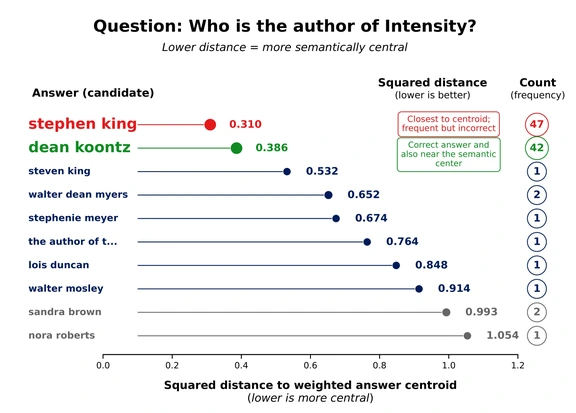 Question: Who is the author of Intensity?
Lower distance = more semantically central
Answer (candidate)
Squared distance
(lower is better)
Count
(frequency)
stephen king 0.310 47
Closest to centroid;
frequent but incorrect
dean koontz 0.386 42
Correct answer and
also near the semantic
center
steven king 0.532 1
walter dean myers 0.652 2
stephenie meyer 0.674 1
the author of t... 0.764 1
lois duncan 0.848 1
walter mosley 0.914 1
sandra brown 0.993 2
nora roberts 1.054 1
0.0 0.2 0.4 0.6 0.8 1.0 1.2
Squared distance to weighted answer centroid
(lower is more central)